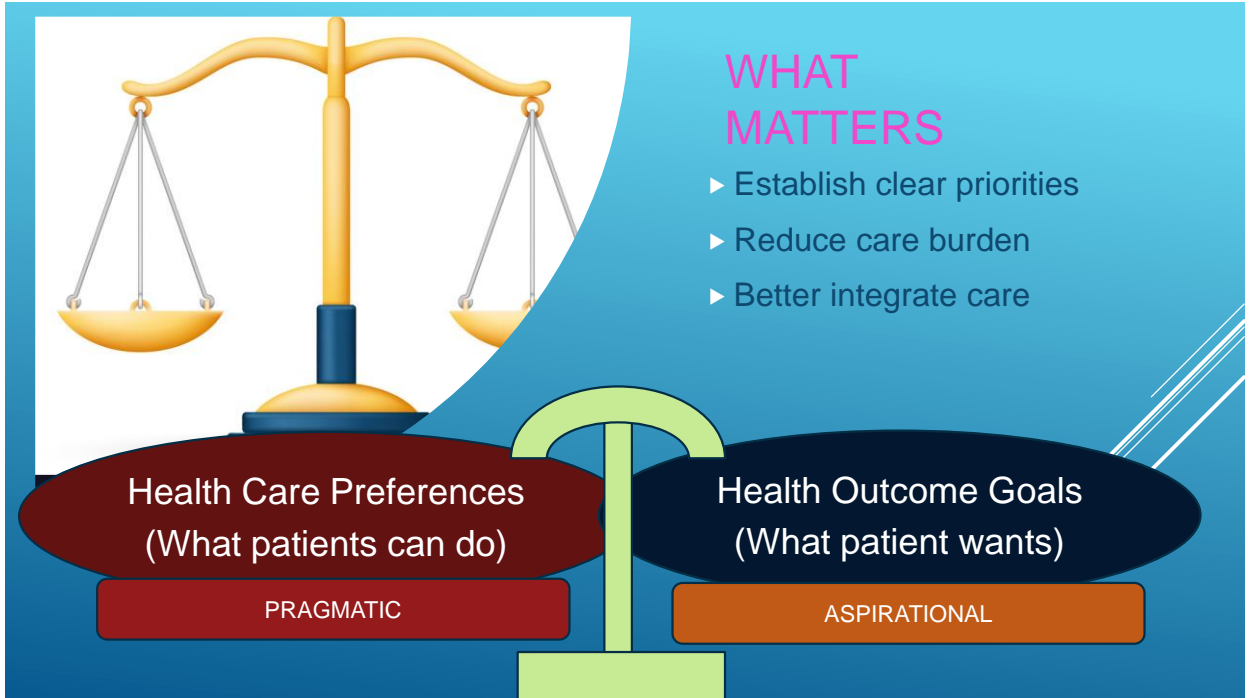 WHAT
MATTERS
Establish clear priorities
Reduce care burden
Better integrate care
Health Care Preferences
(What patients can do)
PRAGMATIC
Health Outcome Goals
(What patient wants)
ASPIRATIONAL